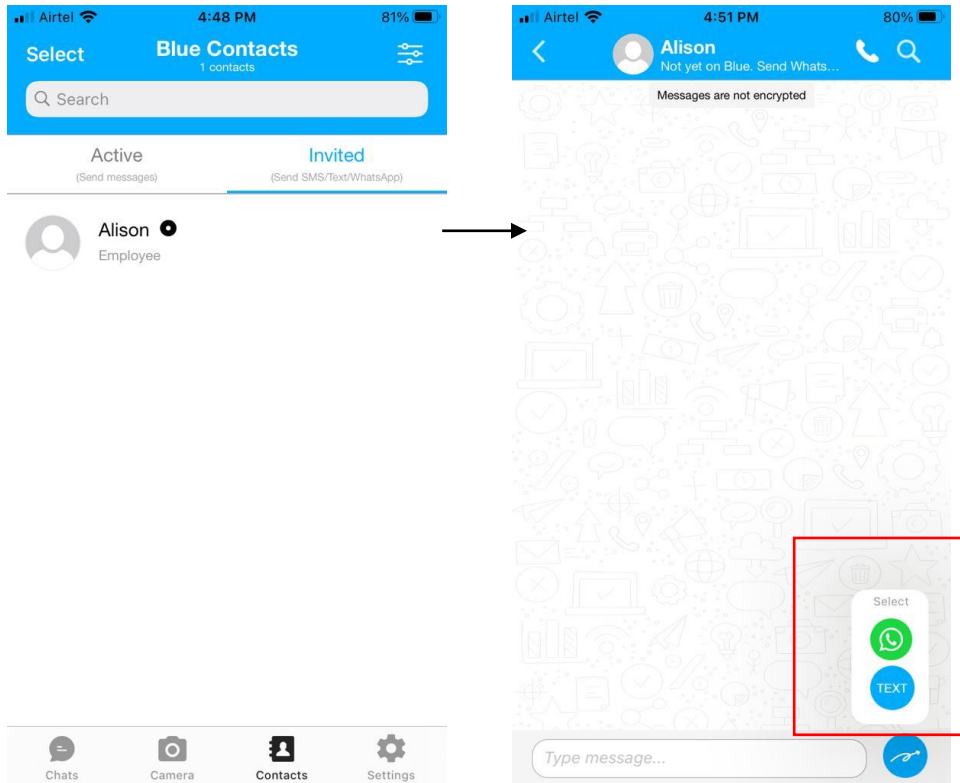 Airtel 4:48 PM 81%
Select Blue Contacts
1 contacts
Search
Active Invited
(Send messages) (Send SMS/Text/WhatsApp)
Alison
Employee
Chats Camera Contacts Settings
Airtel 4:51 PM 80%
Alison
Not yet on Blue. Send Whats...
Messages are not encrypted
Select
TEXT
Type message...